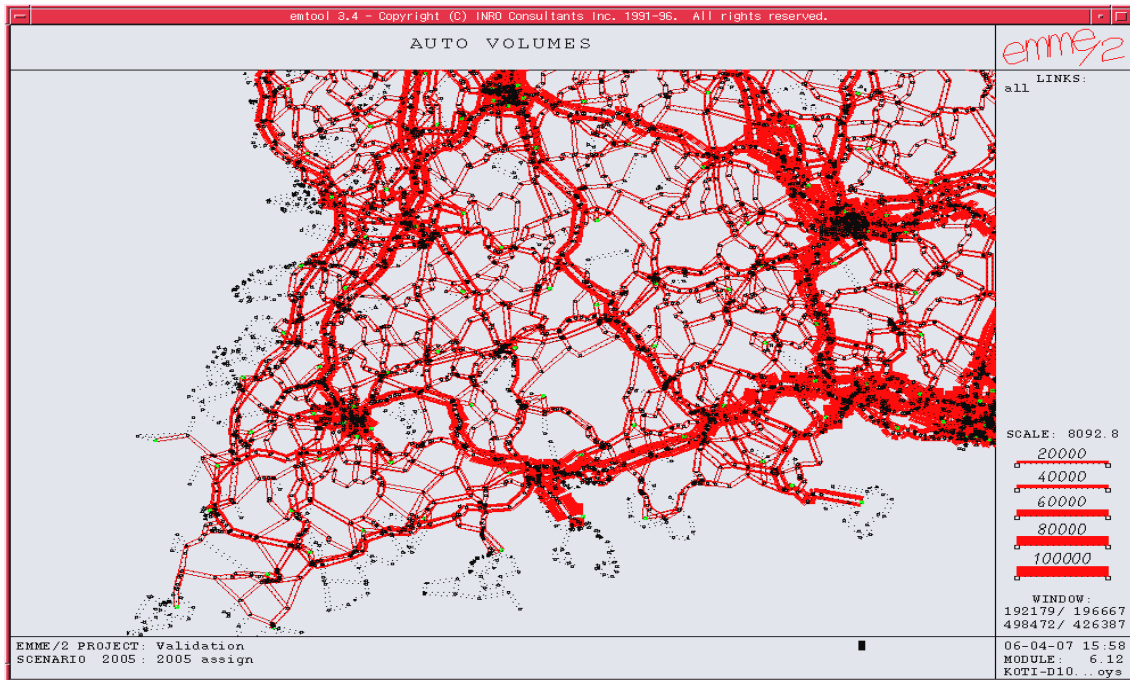 emtool 3.4 - Copyright (C) INRO Consultants Inc. 1991-96. All rights reserved.
AUTO VOLUMES
emme/2
LINKS:
all
SCALE: 8092.8
20000
40000
60000
80000
100000
WINDOW:
192179/ 196667
498472/ 426387
EMME/2 PROJECT: Validation
SCENARIO 2005: 2005 assign
06-04-07 15:58
MODULE: 6.12
KOTI-D10...oys